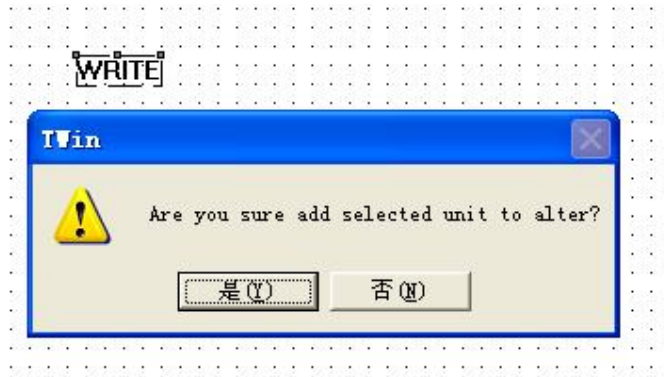 WRITE
TWin
Are you sure add selected unit to alter?
是(Y)
否(N)